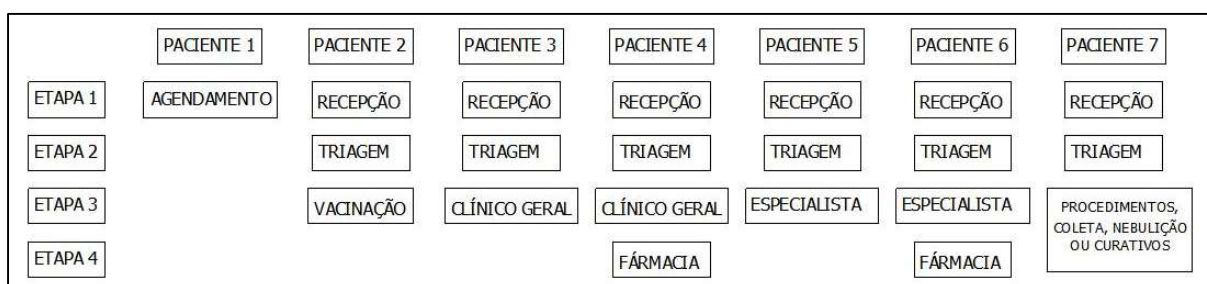 PACIENTE 1 PACIENTE 2 PACIENTE 3 PACIENTE 4 PACIENTE 5 PACIENTE 6 PACIENTE 7
ETAPA 1 AGENDAMENTO RECEPÇÃO RECEPÇÃO RECEPÇÃO RECEPÇÃO RECEPÇÃO RECEPÇÃO
ETAPA 2 TRIAGEM TRIAGEM TRIAGEM TRIAGEM TRIAGEM TRIAGEM
ETAPA 3 VACINAÇÃO CLÍNICO GERAL CLÍNICO GERAL ESPECIALISTA ESPECIALISTA PROCEDIMENTOS,
COLETA, NEBULIÇÃO
OU CURATIVOS
ETAPA 4 FÁRMACIA FÁRMACIA